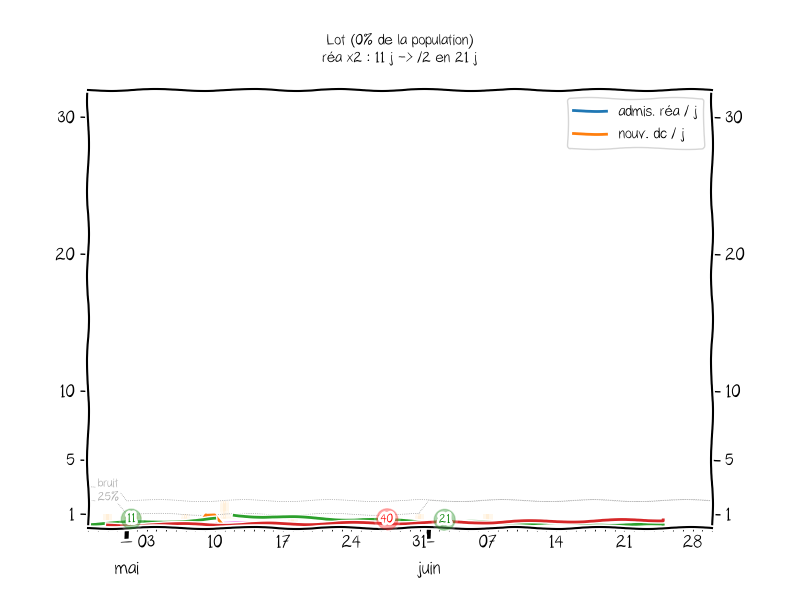 Lot (0% de la population)
réa x2 : 11 j -> /2 en 21 j
admis. réa / j
nouv. dc / j
30
30
20
20
10
10
5
5
bruit
25%
1
11
40
21
1
03 10 17 24 31 07 14 21 28
mai juin